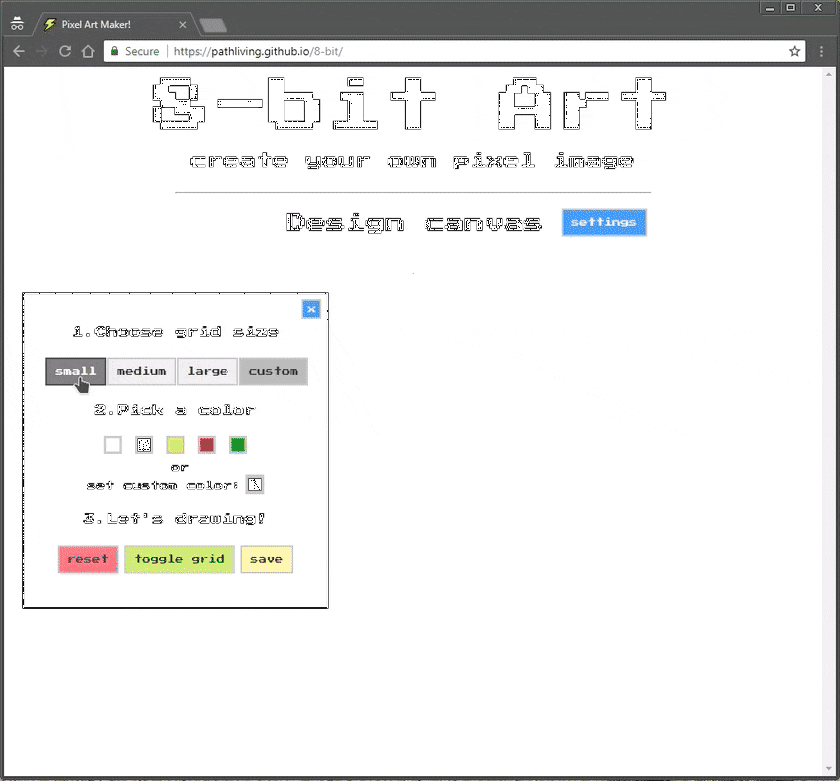 Pixel Art Maker!
Secure https://pathliving.github.io/8-bit/
8-bit Art
create your own pixel image
Design canvas settings
1.Choose grid size
small medium large custom
2.Pick a color
or
set custom color:
3.Let's drawing!
reset toggle grid save